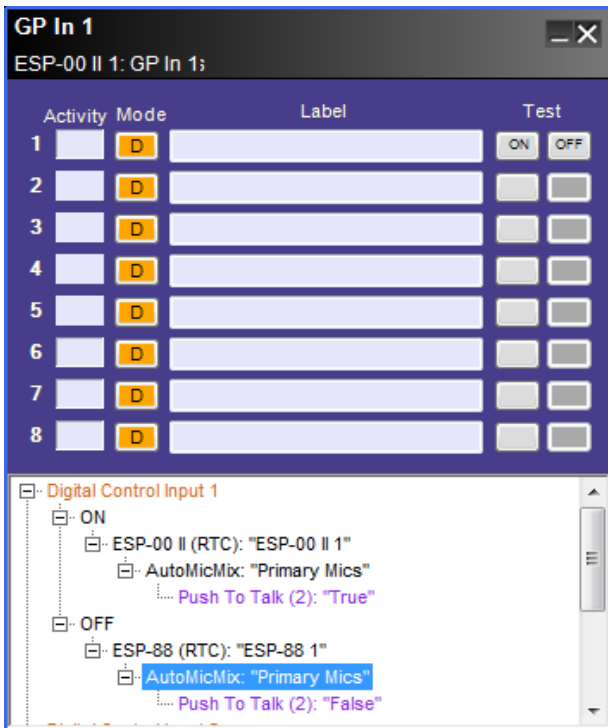 GP In 1
ESP-00 II 1: GP In 1
Activity Mode Label Test
1 D ON OFF
2 D
3 D
4 D
5 D
6 D
7 D
8 D
Digital Control Input 1
ON
ESP-00 II (RTC): "ESP-00 II 1"
AutoMicMix: "Primary Mics"
Push To Talk (2): "True"
OFF
ESP-88 (RTC): "ESP-88 1"
AutoMicMix: "Primary Mics"
Push To Talk (2): "False"